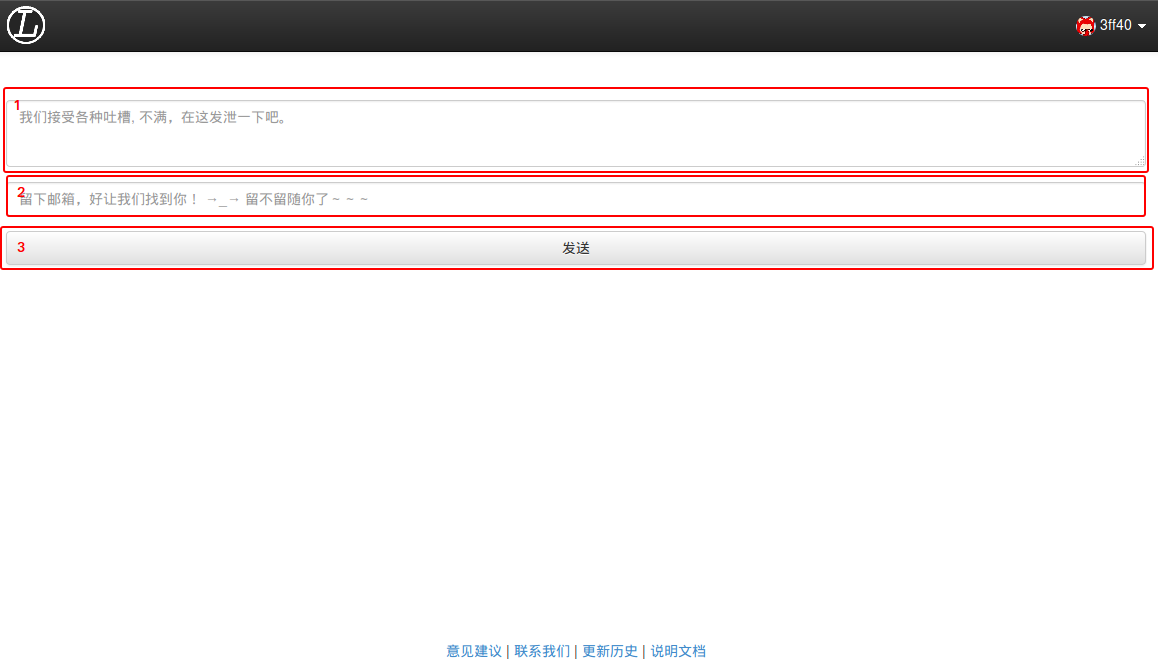 L
3ff40
1
我们接受各种吐槽, 不满，在这发泄一下吧。
2
留下邮箱，好让我们找到你！ →_→ 留不留随你了~ ~ ~
3
发送
意见建议 | 联系我们 | 更新历史 | 说明文档